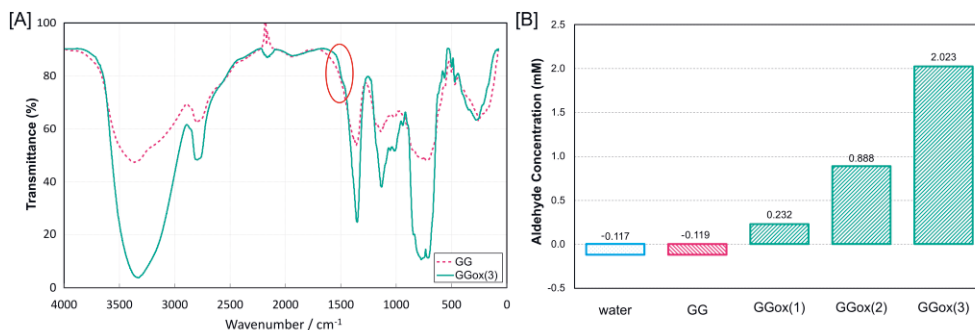 [A]
100
80
60
40
20
0
Transmittance (%)
4000 3500 3000 2500 2000 1500 1000 500 0
Wavenumber / cm⁻¹
GG
GGox(3)
[B]
2.5
2.0
1.5
1.0
0.5
0.0
-0.5
Aldehyde Concentration (mM)
-0.117
-0.119
0.232
0.888
2.023
water GG GGox(1) GGox(2) GGox(3)